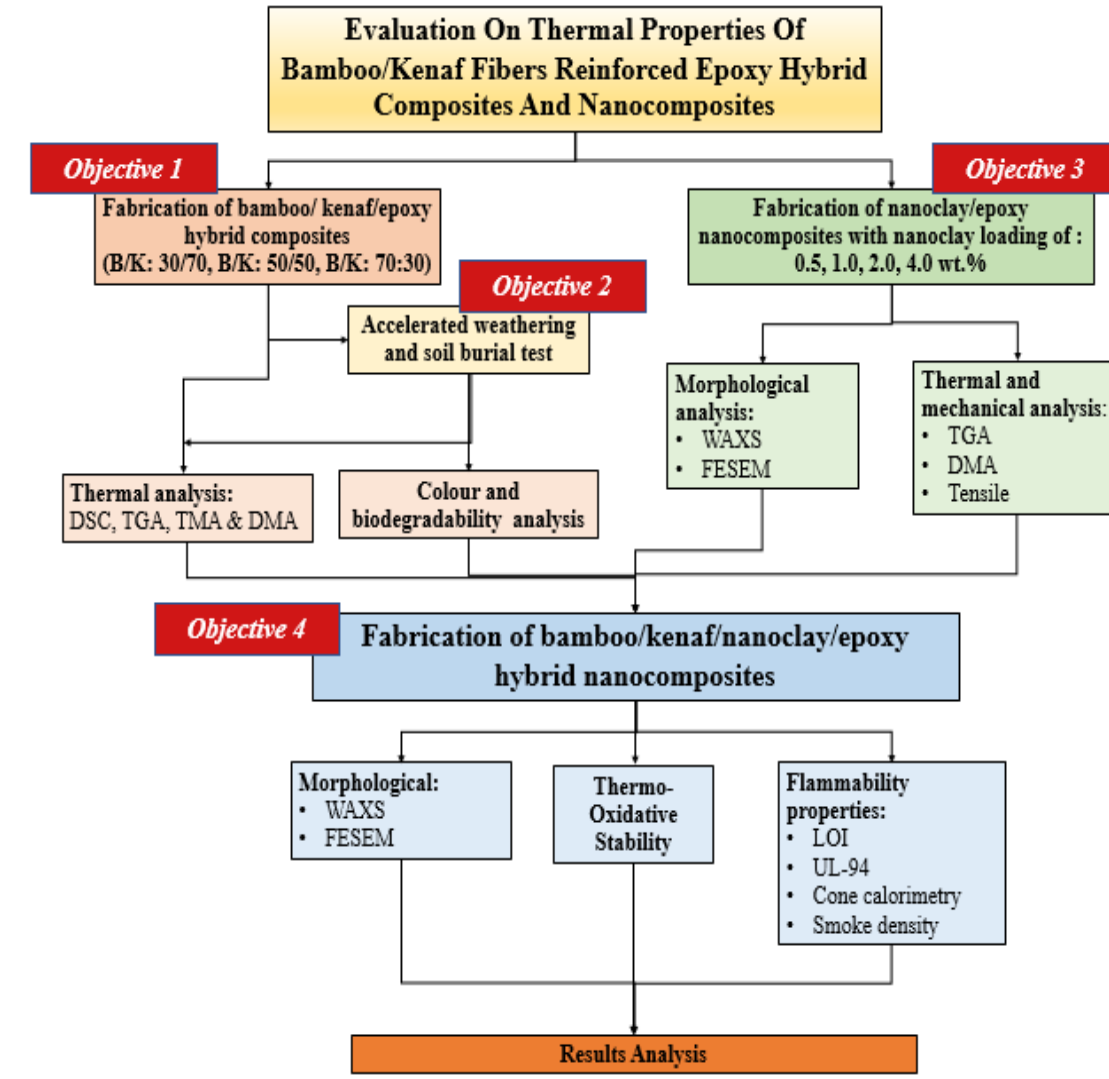 Evaluation On Thermal Properties Of
Bamboo/Kenaf Fibers Reinforced Epoxy Hybrid
Composites And Nanocomposites
Objective 1
Fabrication of bamboo/ kenaf/epoxy
hybrid composites
(B/K: 30/70, B/K: 50/50, B/K: 70:30)
Objective 3
Fabrication of nanoclay/epoxy
nanocomposites with nanoclay loading of :
0.5, 1.0, 2.0, 4.0 wt.%
Objective 2
Accelerated weathering
and soil burial test
Morphological
analysis:
• WAXS
• FESEM
Thermal and
mechanical analysis:
• TGA
• DMA
• Tensile
Thermal analysis:
DSC, TGA, TMA & DMA
Colour and
biodegradability analysis
Objective 4
Fabrication of bamboo/kenaf/nanoclay/epoxy
hybrid nanocomposites
Morphological:
• WAXS
• FESEM
Thermo-
Oxidative
Stability
Flammability
properties:
• LOI
• UL-94
• Cone calorimetry
• Smoke density
Results Analysis